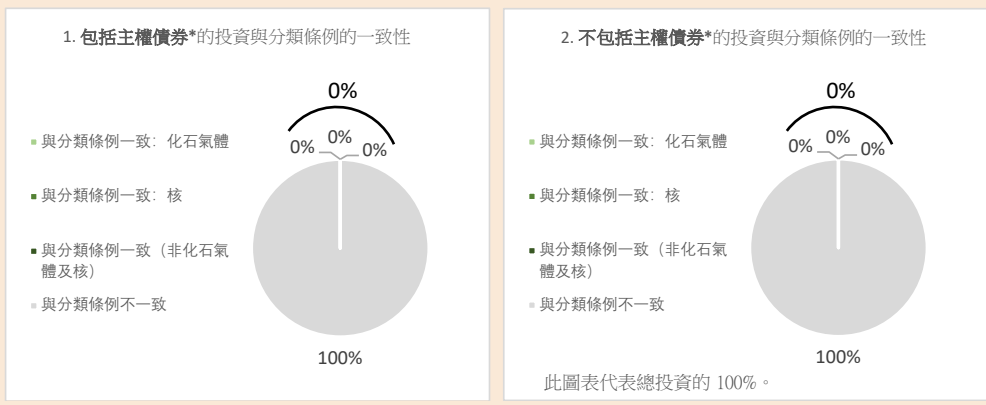 1. 包括主權債券*的投資與分類條例的一致性
0%
0%
0%
0%
與分類條例一致：化石氣體
與分類條例一致：核
與分類條例一致（非化石氣
體及核）
與分類條例不一致
100%
2. 不包括主權債券*的投資與分類條例的一致性
0%
0%
0%
0%
與分類條例一致：化石氣體
與分類條例一致：核
與分類條例一致（非化石氣
體及核）
與分類條例不一致
100%
此圖表代表總投資的 100%。